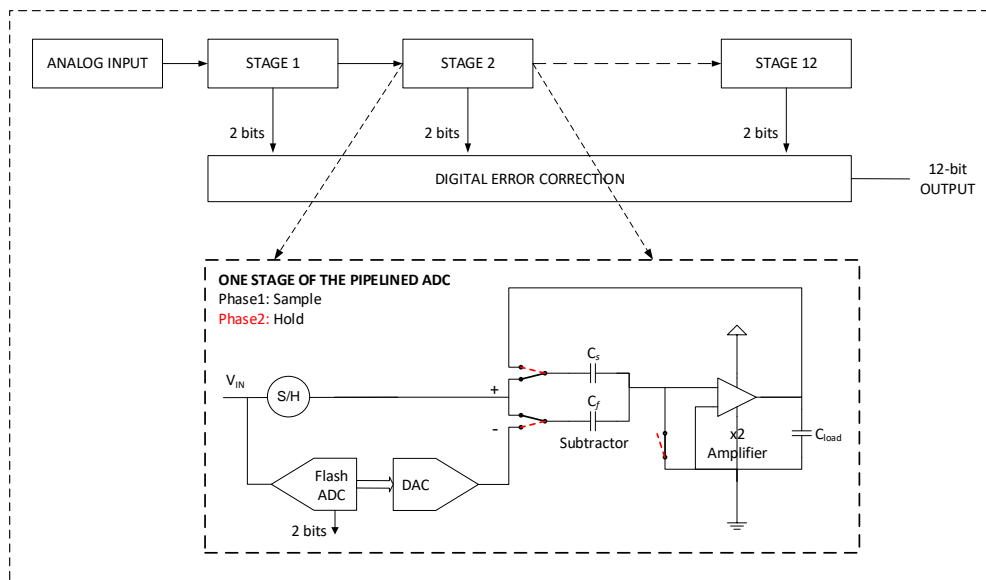 ANALOG INPUT
STAGE 1
STAGE 2
STAGE 12
2 bits
2 bits
2 bits
DIGITAL ERROR CORRECTION
12-bit
OUTPUT
ONE STAGE OF THE PIPELINED ADC
Phase1: Sample
Phase2: Hold
Cs
VIN
S/H
+
Cf
-
Subtractor
x2
Amplifier
Cload
Flash
ADC
DAC
2 bits